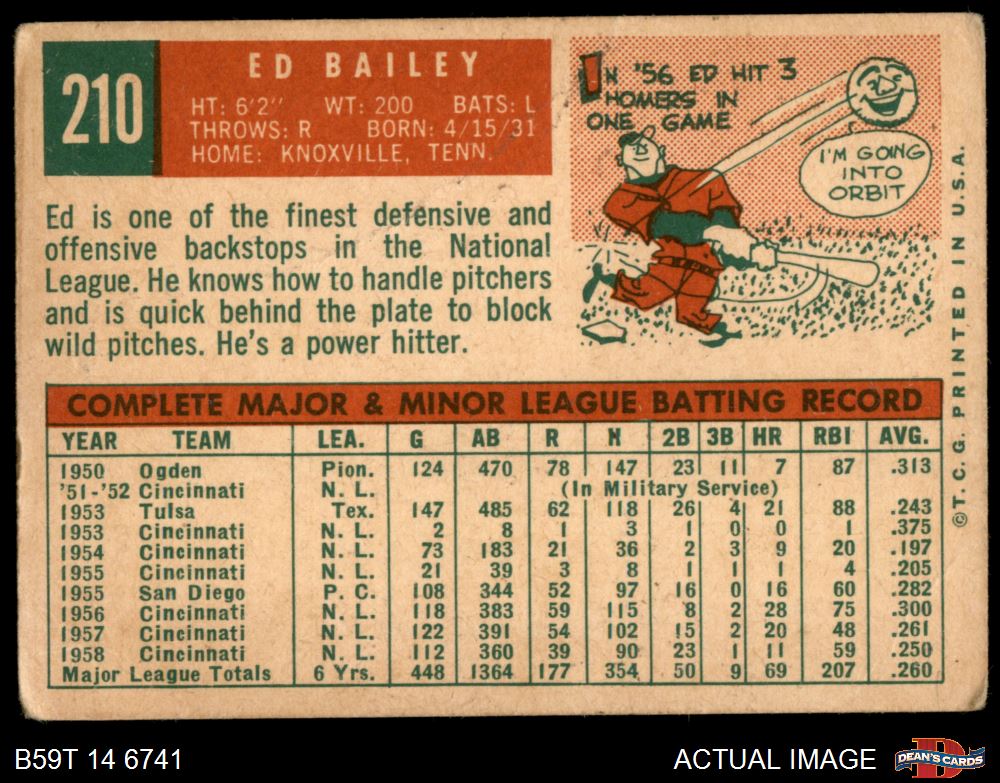 210
ED BAILEY
HT: 6'2" WT: 200 BATS: L
THROWS: R BORN: 4/15/31
HOME: KNOXVILLE, TENN.
IN '56 ED HIT 3
HOMERS IN
ONE GAME
I'M GOING
INTO
ORBIT
Ed is one of the finest defensive and
offensive backstops in the National
League. He knows how to handle pitchers
and is quick behind the plate to block
wild pitches. He's a power hitter.
COMPLETE MAJOR & MINOR LEAGUE BATTING RECORD
YEAR TEAM LEA. G AB R H 2B 3B HR RBI AVG.
1950 Ogden Pion. 124 470 78 147 23 11 7 87 .313
'51-'52 Cincinnati N. L. (In Military Service)
1953 Tulsa Tex. 147 485 62 118 26 4 21 88 .243
1953 Cincinnati N. L. 2 8 1 3 1 0 0 1 .375
1954 Cincinnati N. L. 73 183 21 36 2 3 9 20 .197
1955 Cincinnati N. L. 21 39 3 8 1 1 1 4 .205
1955 San Diego P. C. 108 344 52 97 16 0 16 60 .282
1956 Cincinnati N. L. 118 383 59 115 8 2 28 75 .300
1957 Cincinnati N. L. 122 391 54 102 15 2 20 48 .261
1958 Cincinnati N. L. 112 360 39 90 23 1 11 59 .250
Major League Totals 6 Yrs. 448 1364 177 354 50 9 69 207 .260
© T. C. G. PRINTED IN U.S.A.
B59T 14 6741
ACTUAL IMAGE
DEAN'S CARDS